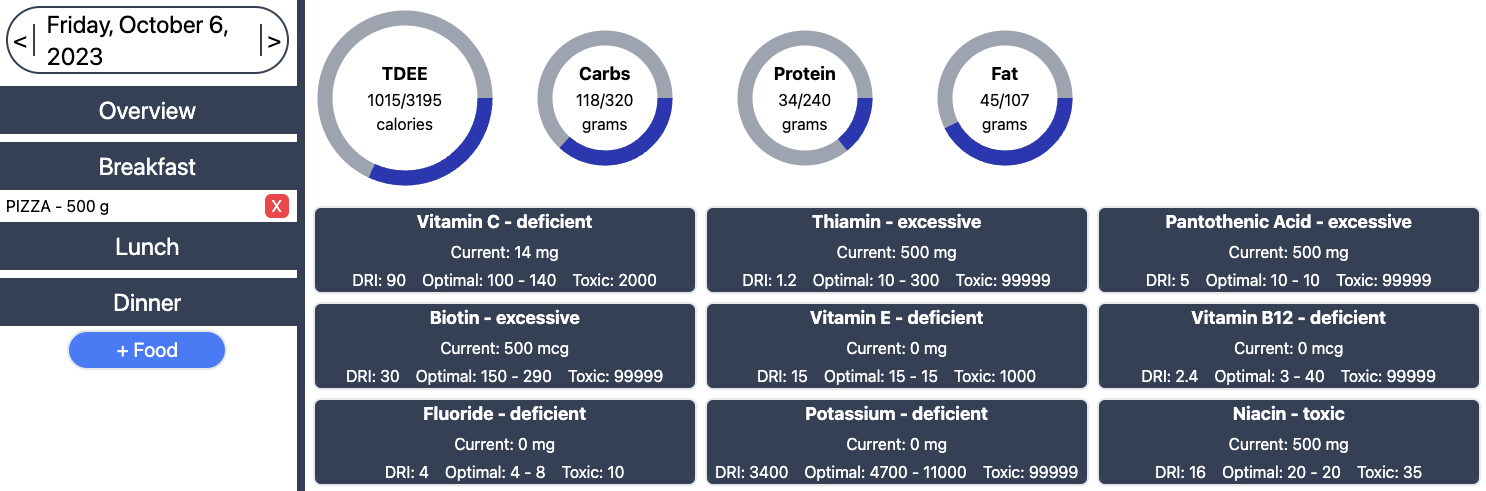 < | Friday, October 6, | >
2023
Overview
Breakfast
PIZZA - 500 g X
Lunch
Dinner
+ Food
TDEE
1015/3195
calories
Carbs
118/320
grams
Protein
34/240
grams
Fat
45/107
grams
Vitamin C - deficient
Current: 14 mg
DRI: 90 Optimal: 100 - 140 Toxic: 2000
Thiamin - excessive
Current: 500 mg
DRI: 1.2 Optimal: 10 - 300 Toxic: 99999
Pantothenic Acid - excessive
Current: 500 mg
DRI: 5 Optimal: 10 - 10 Toxic: 99999
Biotin - excessive
Current: 500 mcg
DRI: 30 Optimal: 150 - 290 Toxic: 99999
Vitamin E - deficient
Current: 0 mg
DRI: 15 Optimal: 15 - 15 Toxic: 1000
Vitamin B12 - deficient
Current: 0 mcg
DRI: 2.4 Optimal: 3 - 40 Toxic: 99999
Fluoride - deficient
Current: 0 mg
DRI: 4 Optimal: 4 - 8 Toxic: 10
Potassium - deficient
Current: 0 mg
DRI: 3400 Optimal: 4700 - 11000 Toxic: 99999
Niacin - toxic
Current: 500 mg
DRI: 16 Optimal: 20 - 20 Toxic: 35